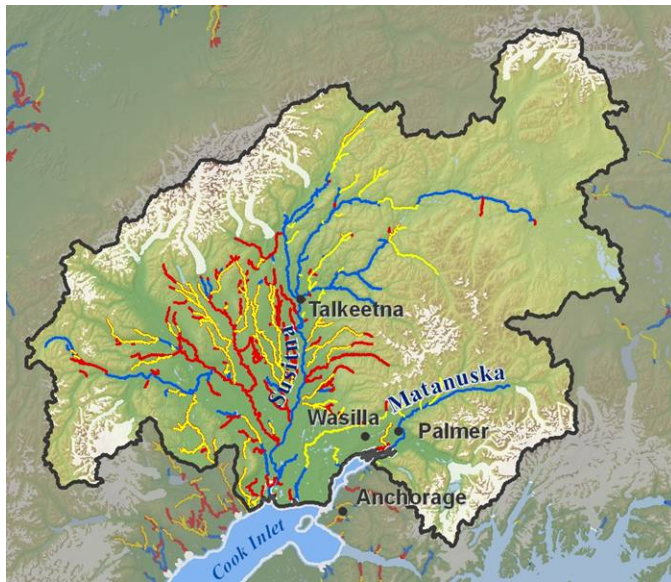 Talkeetna
Susitna
Matanuska
Wasilla
Palmer
Anchorage
Cook Inlet